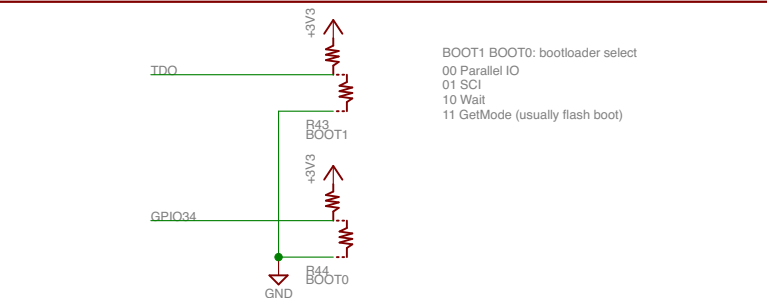 +3V3
TDO
R43
BOOT1
+3V3
GPIO34
R44
BOOT0
GND
BOOT1 BOOT0: bootloader select
00 Parallel IO
01 SCI
10 Wait
11 GetMode (usually flash boot)